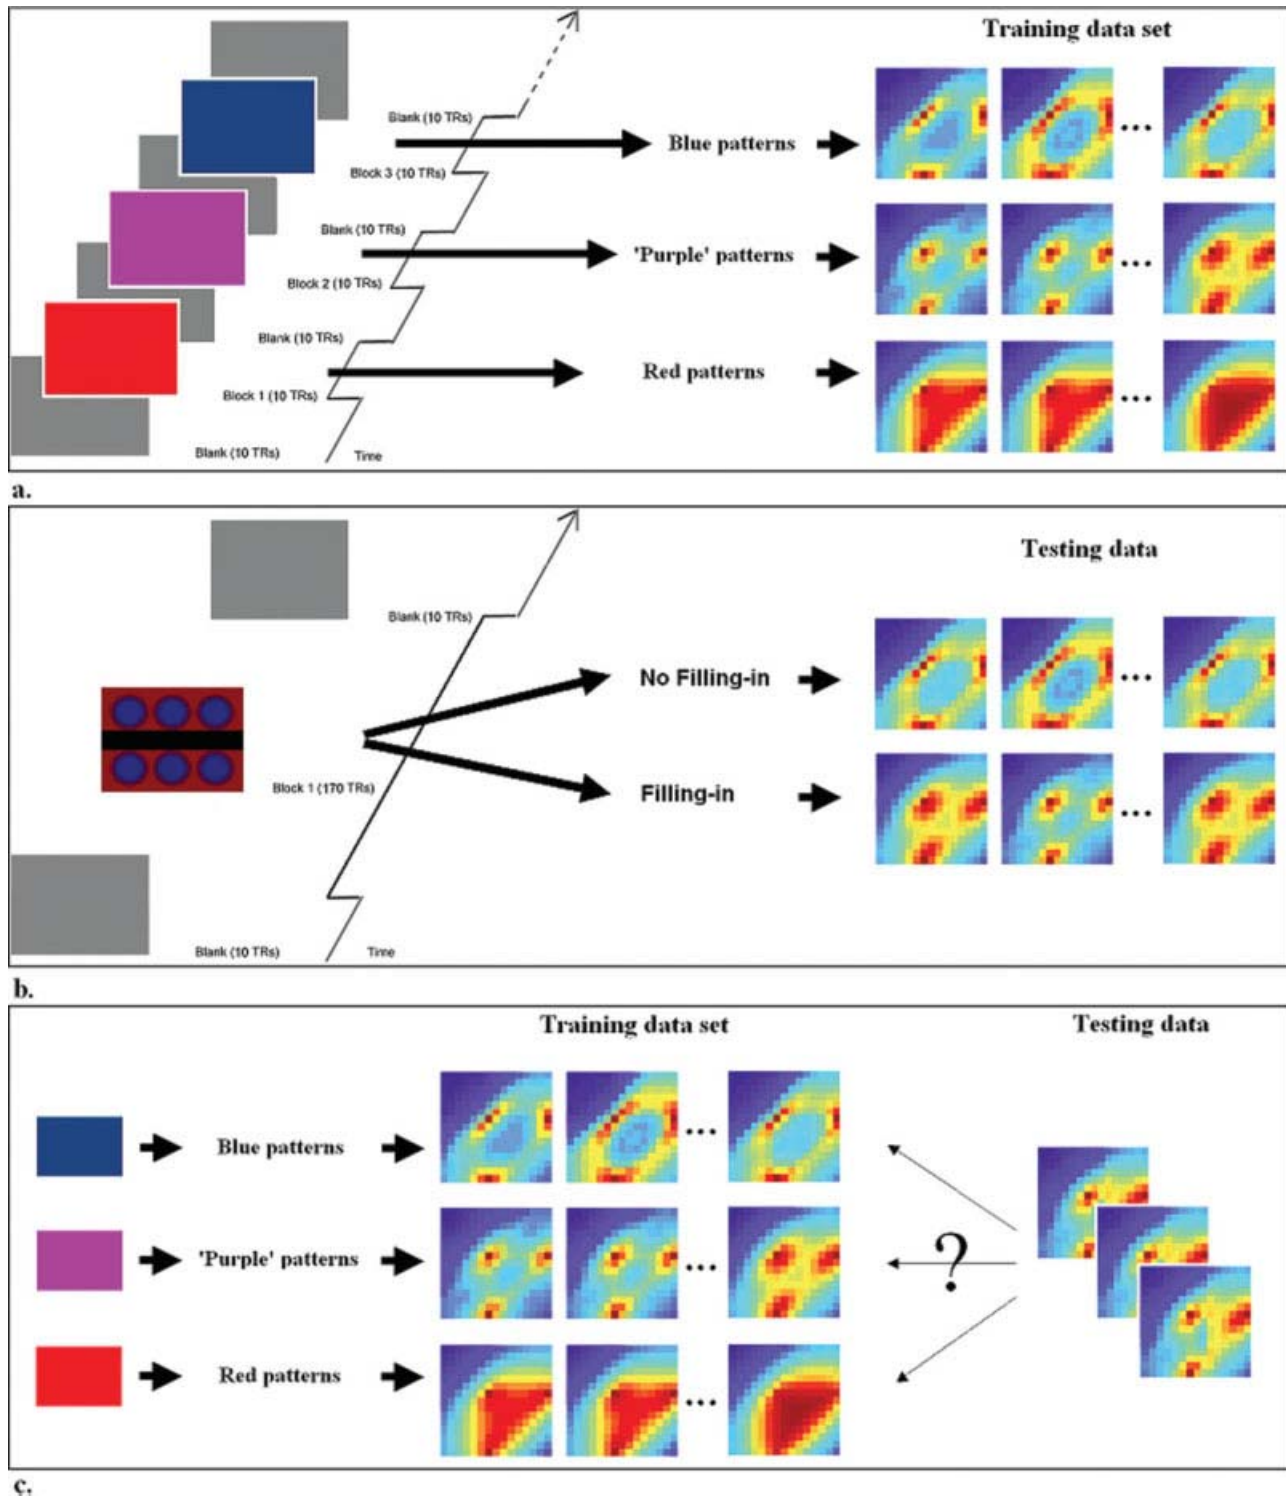 Training data set
Blank (10 TRs)
Blue patterns
...
Block 3 (10 TRs)
Blank (10 TRs)
'Purple' patterns
...
Block 2 (10 TRs)
Blank (10 TRs)
Red patterns
...
Block 1 (10 TRs)
Blank (10 TRs)
Time
a.
Testing data
Blank (10 TRs)
No Filling-in
...
Block 1 (170 TRs)
Filling-in
...
Blank (10 TRs)
Time
b.
Training data set
Testing data
Blue patterns
...
'Purple' patterns
...
?
Red patterns
...
c.